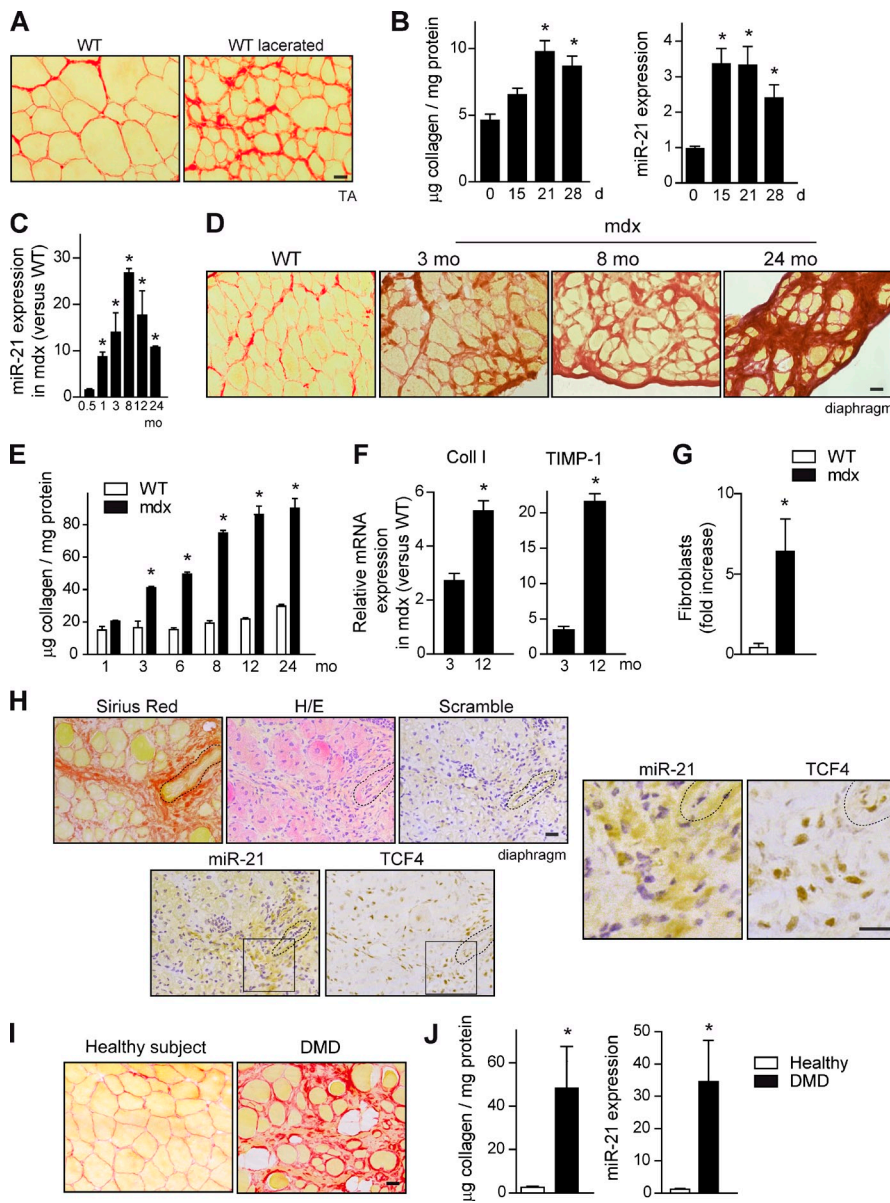 A
WT
WT lacerated
TA
B
µg collagen / mg protein
10
5
0
0 15 21 28 d
*
*
miR-21 expression
4
3
2
1
0
0 15 21 28 d
*
*
*
C
miR-21 expression
in mdx (versus WT)
30
20
10
0
0.5 1 3 8 12 24
mo
*
*
*
*
*
D
mdx
WT
3 mo
8 mo
24 mo
diaphragm
E
WT
mdx
µg collagen / mg protein
80
60
40
20
0
1 3 6 8 12 24 mo
*
*
*
*
*
F
Coll I
TIMP-1
Relative mRNA
expression
in mdx (versus WT)
6
4
2
0
3 12
*
20
15
10
5
0
3 12 mo
*
G
WT
mdx
Fibroblasts
(fold increase)
10
5
0
*
H
Sirius Red
H/E
Scramble
diaphragm
miR-21
TCF4
miR-21
TCF4
I
Healthy subject
DMD
J
µg collagen / mg protein
80
60
40
20
0
*
miR-21 expression
50
40
30
20
10
0
*
Healthy
DMD